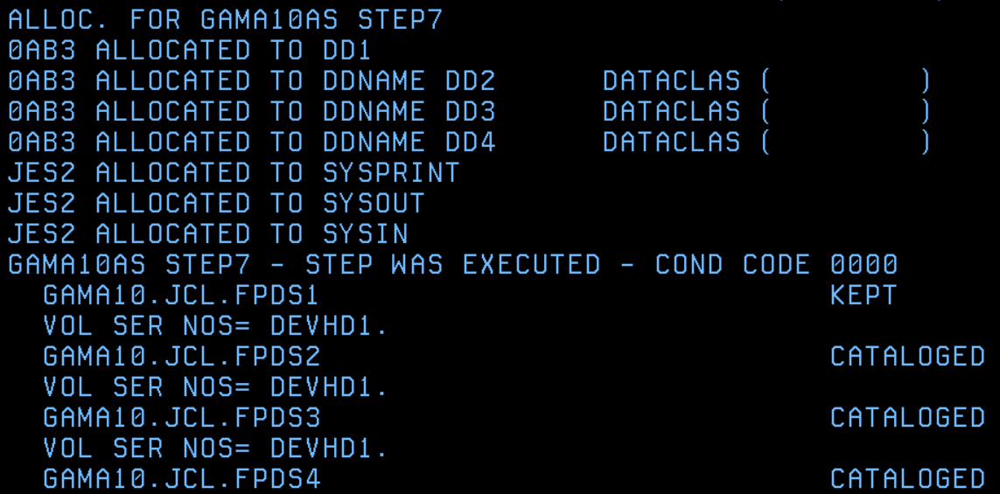 ALLOC. FOR GAMA10AS STEP7
0AB3 ALLOCATED TO DD1
0AB3 ALLOCATED TO DDNAME DD2      DATACLAS (         )
0AB3 ALLOCATED TO DDNAME DD3      DATACLAS (         )
0AB3 ALLOCATED TO DDNAME DD4      DATACLAS (         )
JES2 ALLOCATED TO SYSPRINT
JES2 ALLOCATED TO SYSOUT
JES2 ALLOCATED TO SYSIN
GAMA10AS STEP7 - STEP WAS EXECUTED - COND CODE 0000
  GAMA10.JCL.FPDS1                             KEPT
  VOL SER NOS= DEVHD1.
  GAMA10.JCL.FPDS2                             CATALOGED
  VOL SER NOS= DEVHD1.
  GAMA10.JCL.FPDS3                             CATALOGED
  VOL SER NOS= DEVHD1.
  GAMA10.JCL.FPDS4                             CATALOGED